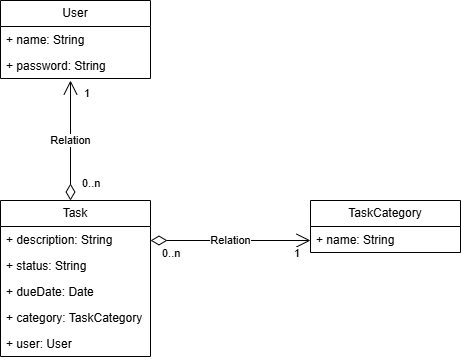 User
+ name: String
+ password: String
1
Relation
0..n
Task
+ description: String
+ status: String
+ dueDate: Date
+ category: TaskCategory
+ user: User
Relation
0..n
1
TaskCategory
+ name: String